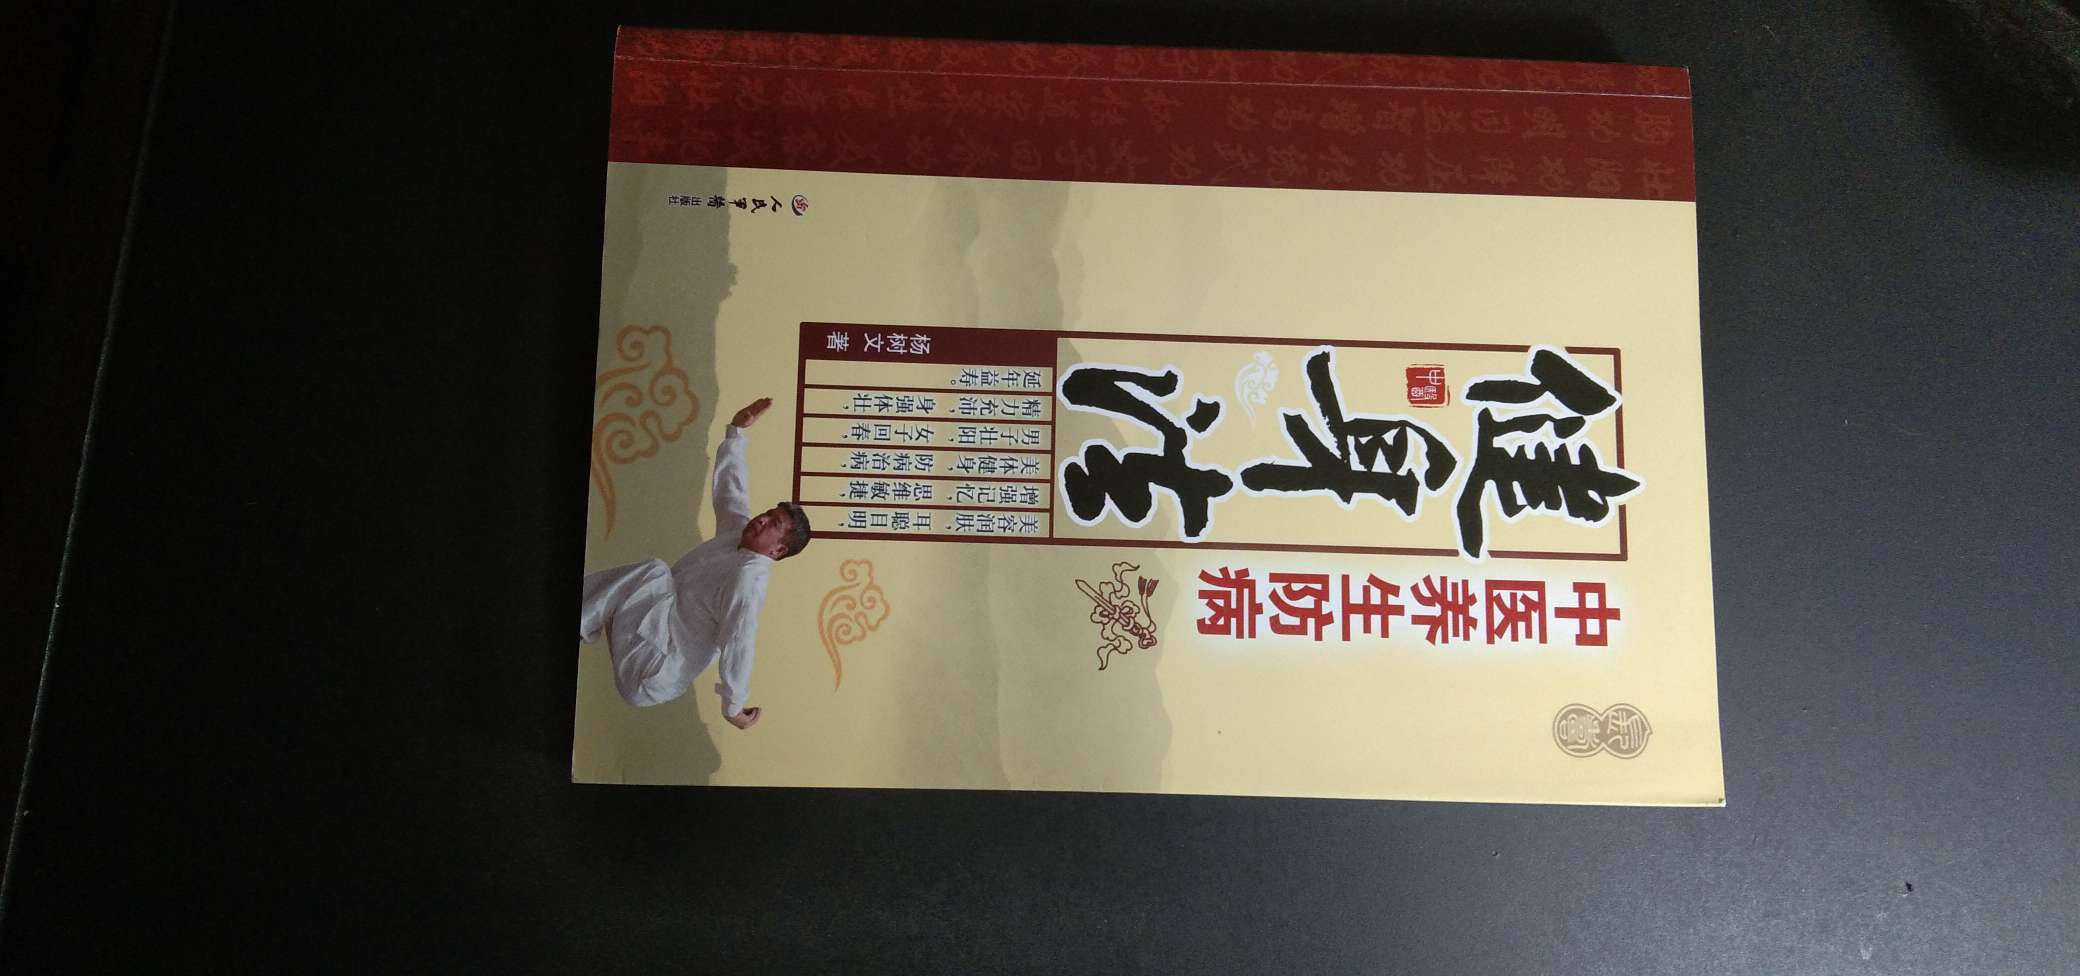 中医养生防病
健身法
中醫
美容润肤，耳聪目明，
增强记忆，思维敏捷
美体健身，防病治病
男子壮阳，女子回春，
精力充沛，身强体壮，
延年益寿。
杨树文 著
人民軍醫出版社